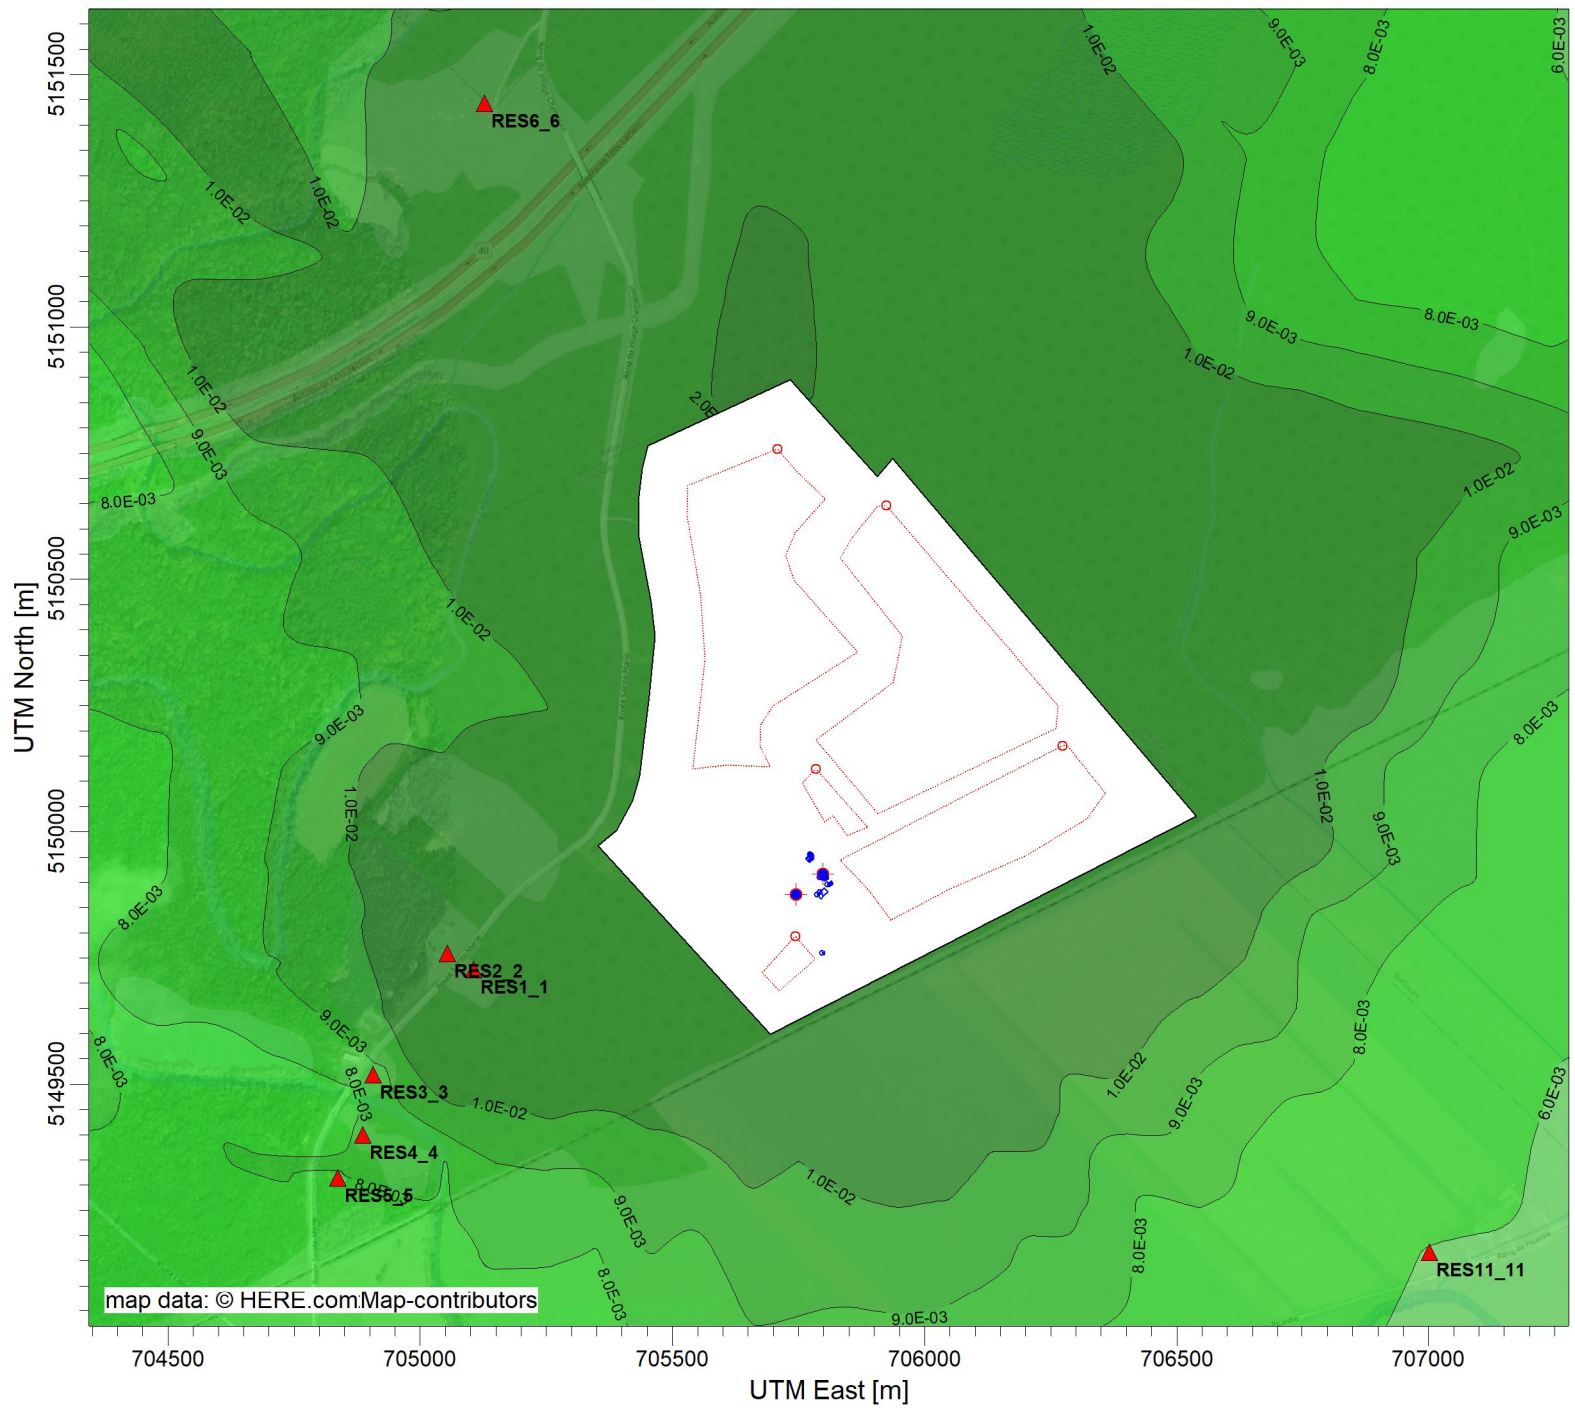 1.0E-02
9.0E-03
8.0E-03
6.0E-03
5151500
RES6_6
40
1.0E-02
1.0E-02
5151000
9.0E-03
8.0E-03
1.0E-02
1.0E-02
2.0E
9.0E-03
8.0E-03
1.0E-02
9.0E-03
5150500
1.0E-02
UTM North [m]
9.0E-03
8.0E-03
1.0E-02
1.0E-02
9.0E-03
5150000
8.0E-03
RES2_2
RES1_1
9.0E-03
8.0E-03
8.0E-03
5149500
8.0E-03
RES3_3
1.0E-02
1.0E-02
9.0E-03
6.0E-03
RES4_4
8.0E-03
RES5_5
1.0E-02
9.0E-03
8.0E-03
8.0E-03
RES11_11
map data: © HERE.com:Map-contributors
9.0E-03
704500
705000
705500
706000
706500
707000
UTM East [m]